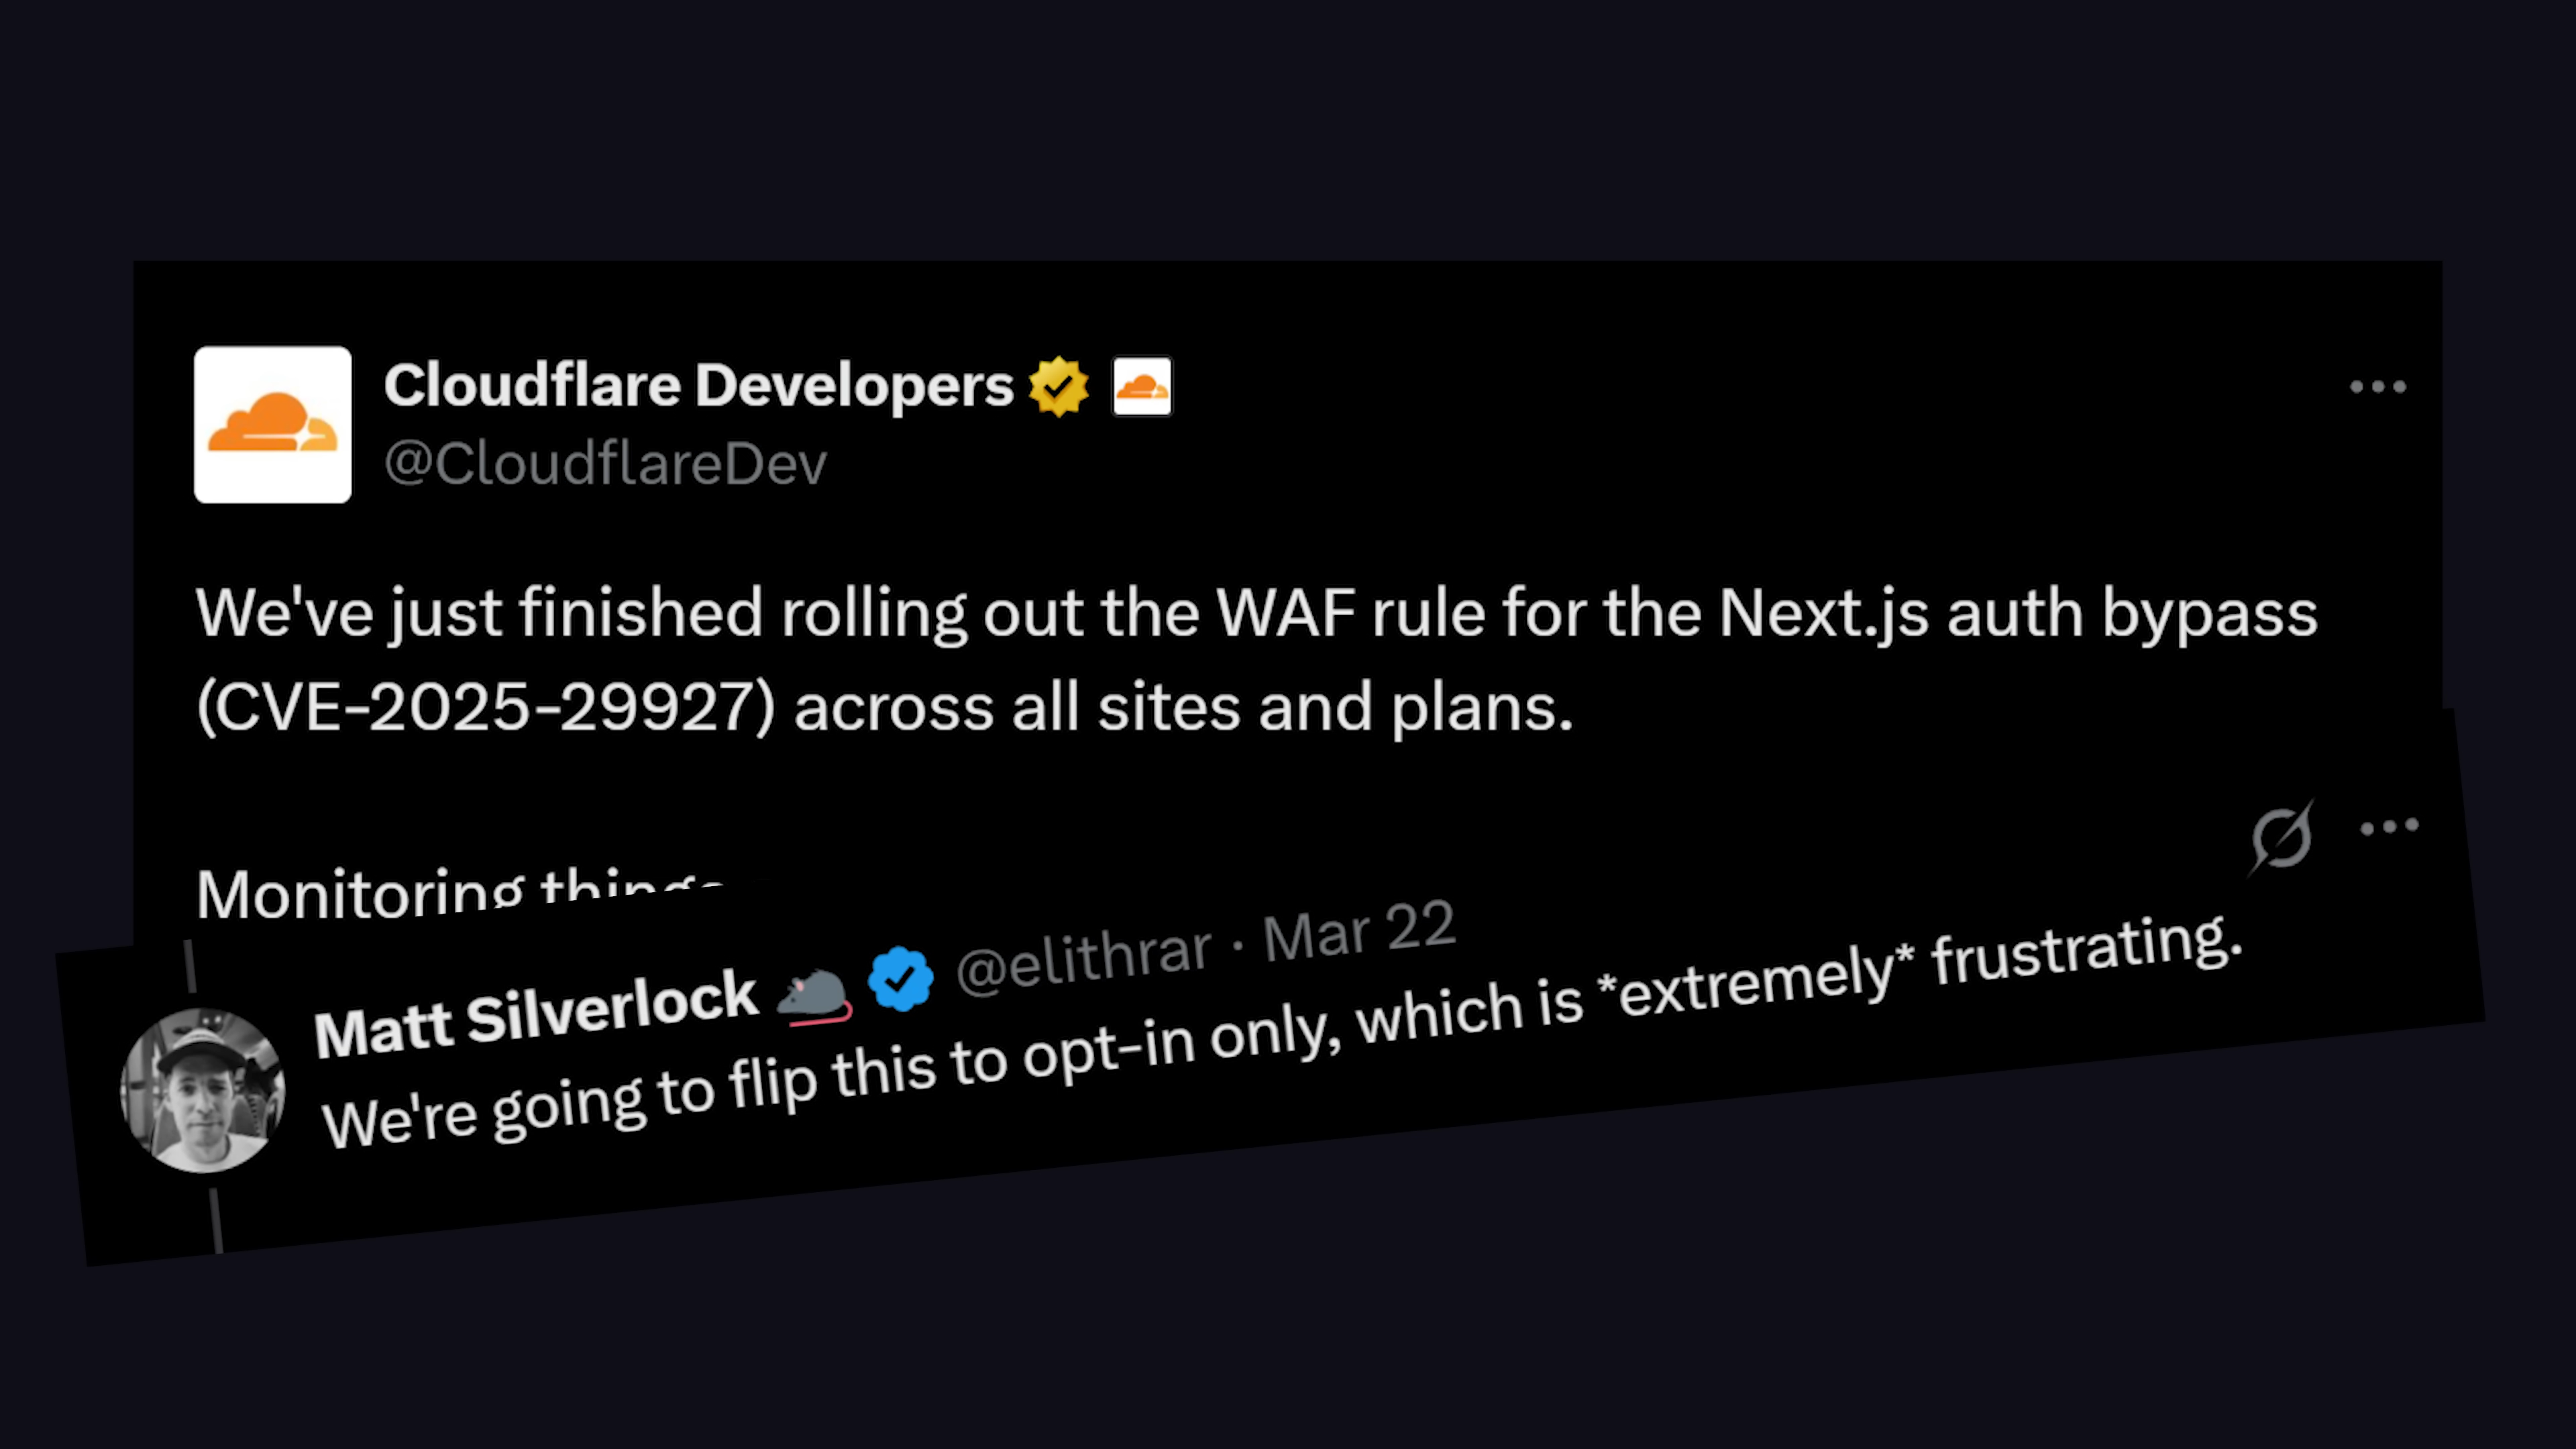 Cloudflare Developers
@CloudflareDev
We've just finished rolling out the WAF rule for the Next.js auth bypass
(CVE-2025-29927) across all sites and plans.
Monitoring things
Matt Silverlock @elithrar · Mar 22
We're going to flip this to opt-in only, which is *extremely* frustrating.